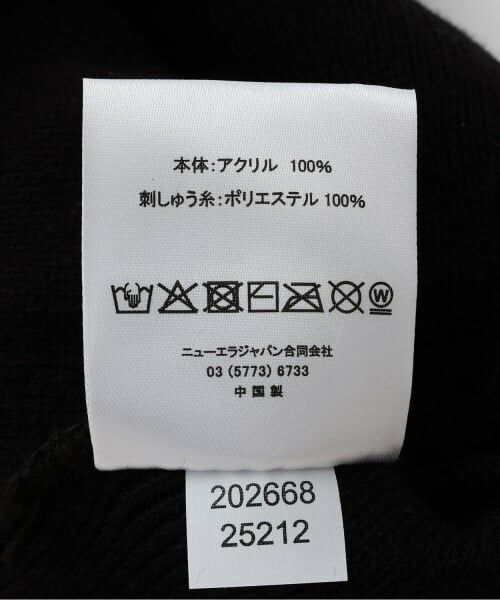 本体：アクリル 100%
刺しゅう糸：ポリエステル 100%
W
ニューエラジャパン合同会社
03 (5773) 6733
中国製
202668
25212